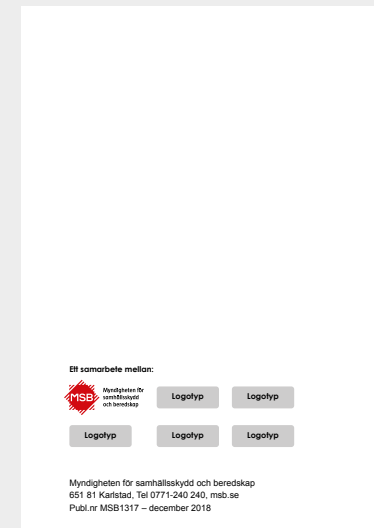 Ett samarbete mellan:
MSB
Myndigheten för
samhällsskydd
och beredskap
Logotyp
Logotyp
Logotyp
Logotyp
Logotyp
Myndigheten för samhällsskydd och beredskap
651 81 Karlstad, Tel 0771-240 240, msb.se
Publ.nr MSB1317 – december 2018